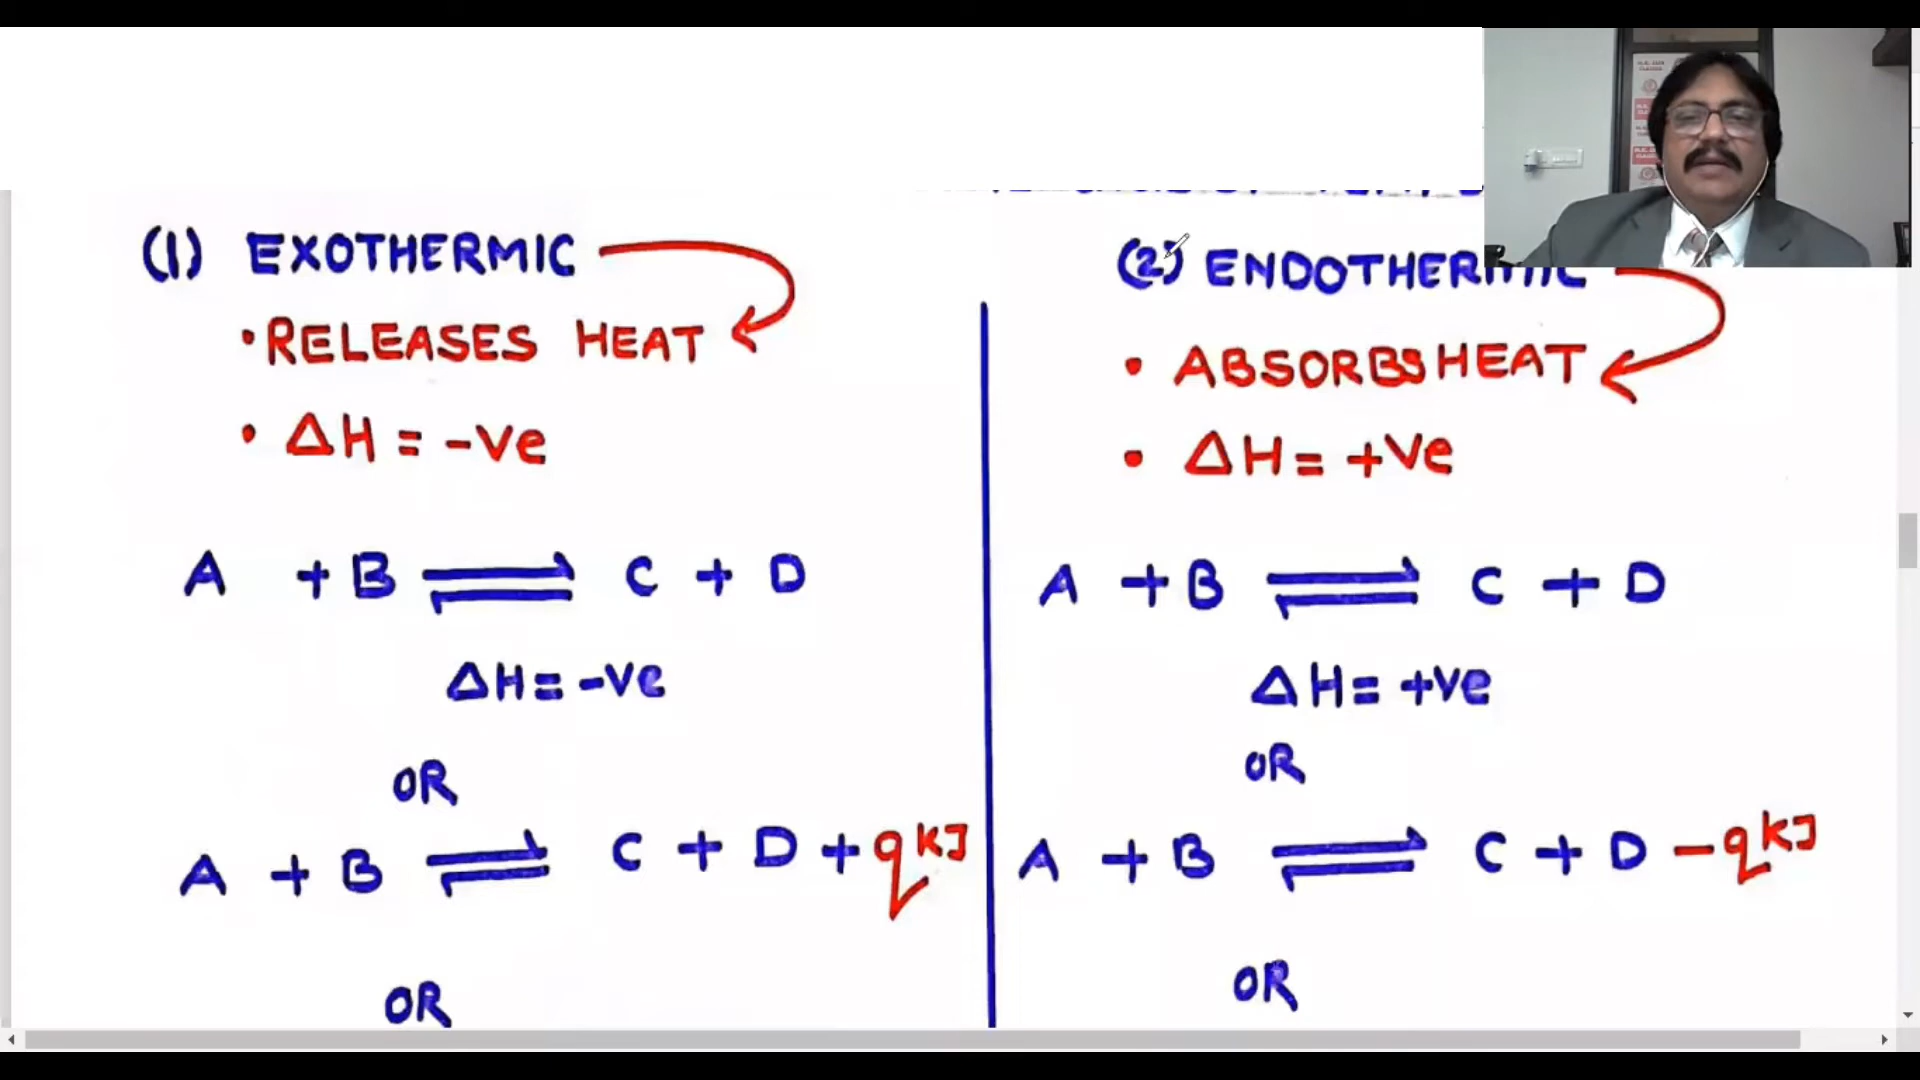 (1) EXOTHERMIC
• RELEASES HEAT
• ΔH = -Ve
A + B ⇌ C + D
ΔH = -Ve
OR
A + B ⇌ C + D + q KJ
OR
(2) ENDOTHERMIC
• ABSORBS HEAT
• ΔH = +Ve
A + B ⇌ C + D
ΔH = +Ve
OR
A + B ⇌ C + D - q KJ
OR